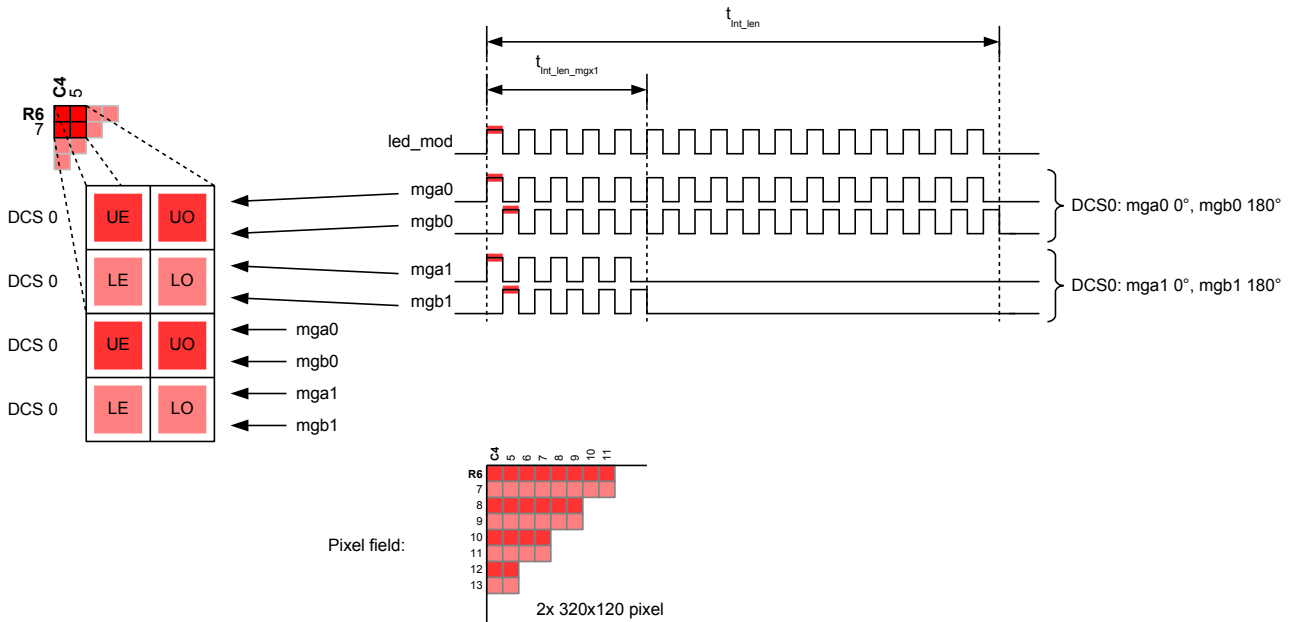 t_Int_len
t_Int_len_mgx1
C4
5
R6
7
led_mod
mga0
mgb0
DCS0: mga0 0°, mgb0 180°
mga1
mgb1
DCS0: mga1 0°, mgb1 180°
DCS 0 UE UO
DCS 0 LE LO
DCS 0 UE UO
mga0
mgb0
DCS 0 LE LO
mga1
mgb1
C4 5 6 7 8 9 10 11
R6
7
8
9
10
11
12
13
Pixel field:
2x 320x120 pixel